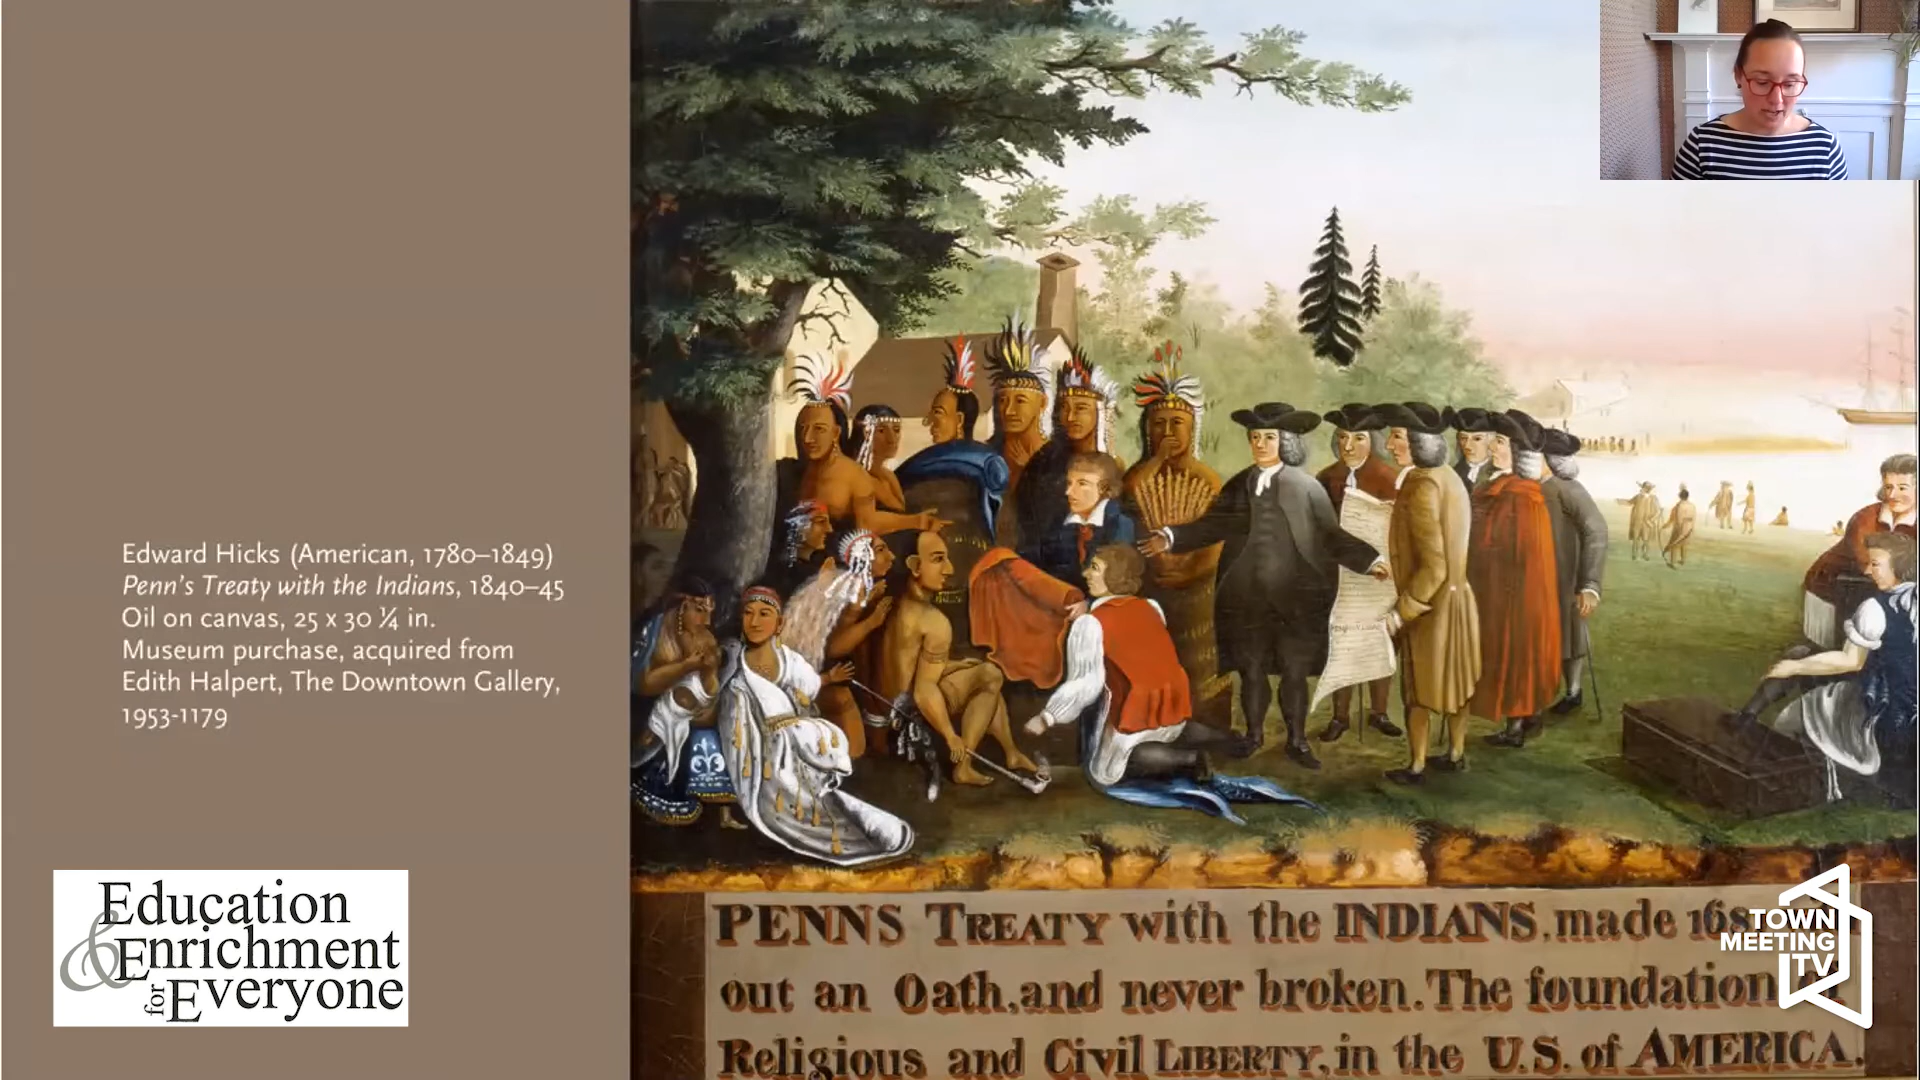 Edward Hicks (American, 1780–1849)
Penn's Treaty with the Indians, 1840–45
Oil on canvas, 25 x 30 ¼ in.
Museum purchase, acquired from
Edith Halpert, The Downtown Gallery,
1953-1179
Education
& Enrichment
for Everyone
PENNS TREATY with the INDIANS, made
out an Oath, and never broken. The foundation
Religious and Civil LIBERTY, in the U.S. of AMERICA.
TOWN
MEETING
TV